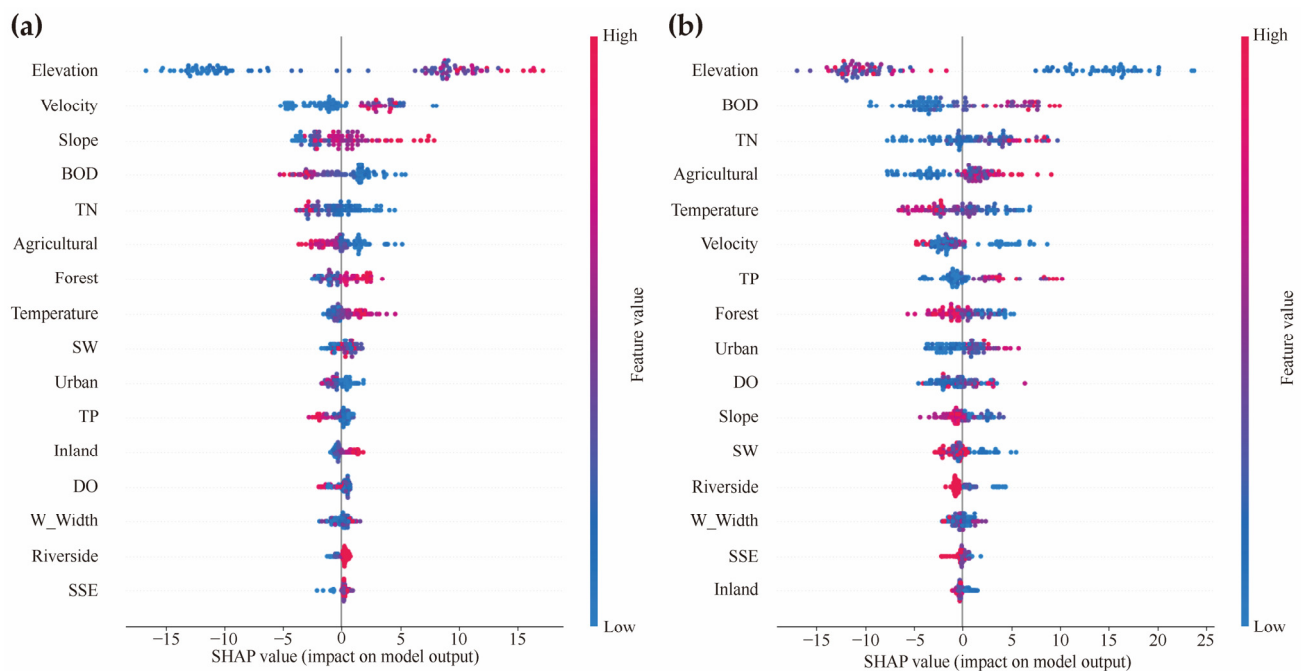 (a)
High
Elevation
Velocity
Slope
BOD
TN
Agricultural
Forest
Temperature
SW
Urban
TP
Inland
DO
W_Width
Riverside
SSE
Feature value
Low
−15 −10 −5 0 5 10 15
SHAP value (impact on model output)
(b)
High
Elevation
BOD
TN
Agricultural
Temperature
Velocity
TP
Forest
Urban
DO
Slope
SW
Riverside
W_Width
SSE
Inland
Feature value
Low
−15 −10 −5 0 5 10 15 20 25
SHAP value (impact on model output)